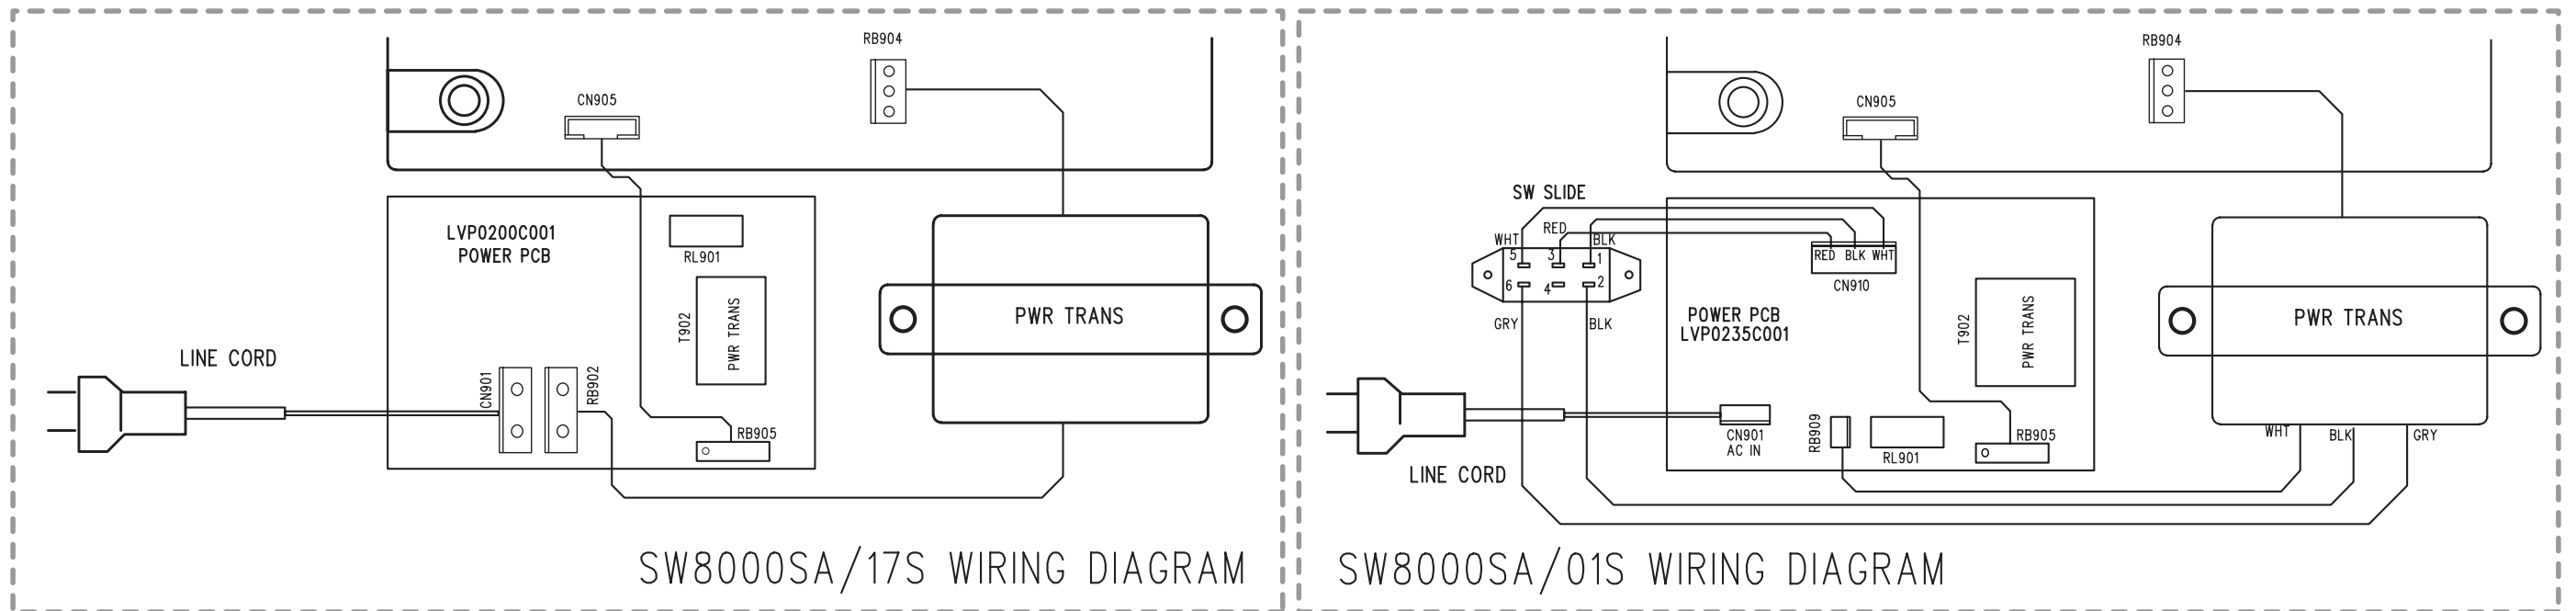 RB904
CN905
LVP0200C001
POWER PCB
RL901
T902
PWR TRANS
PWR TRANS
LINE CORD
CN901
RB902
RB905
SW8000SA/17S WIRING DIAGRAM
RB904
CN905
SW SLIDE
WHT
RED
BLK
5
3
1
6
4
2
GRY
BLK
RED BLK WHT
CN910
POWER PCB
LVP0235C001
T902
PWR TRANS
PWR TRANS
LINE CORD
CN901
AC IN
RB909
RL901
RB905
WHT
BLK
GRY
SW8000SA/01S WIRING DIAGRAM